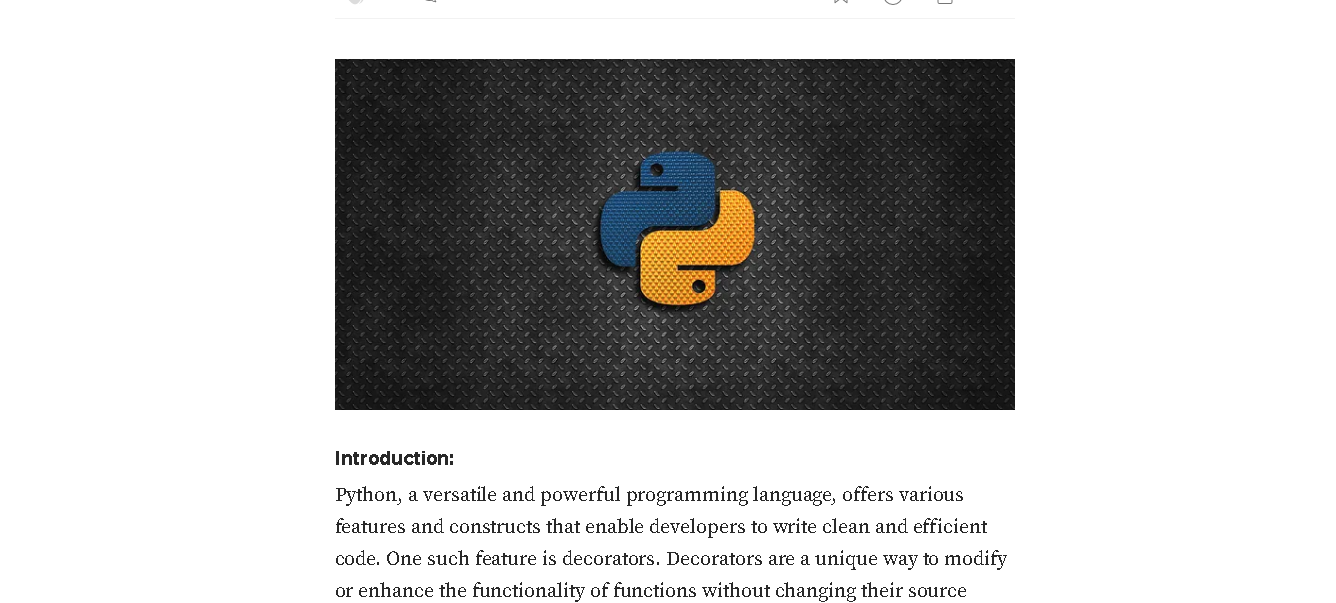 Introduction:
Python, a versatile and powerful programming language, offers various
features and constructs that enable developers to write clean and efficient
code. One such feature is decorators. Decorators are a unique way to modify
or enhance the functionality of functions without changing their source